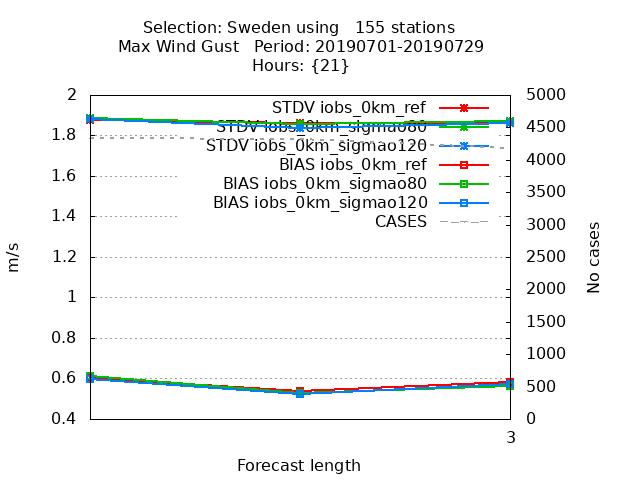 Selection: Sweden using   155 stations
Max Wind Gust   Period: 20190701-20190729
Hours: {21}
2
1.8
1.6
1.4
1.2
1
0.8
0.6
0.4
m/s
STDV iobs_0km_ref
STDV iobs_0km_sigmao80
STDV iobs_0km_sigmao120
BIAS iobs_0km_ref
BIAS iobs_0km_sigmao80
BIAS iobs_0km_sigmao120
CASES
5000
4500
4000
3500
3000
2500
2000
1500
1000
500
0
No cases
3
Forecast length